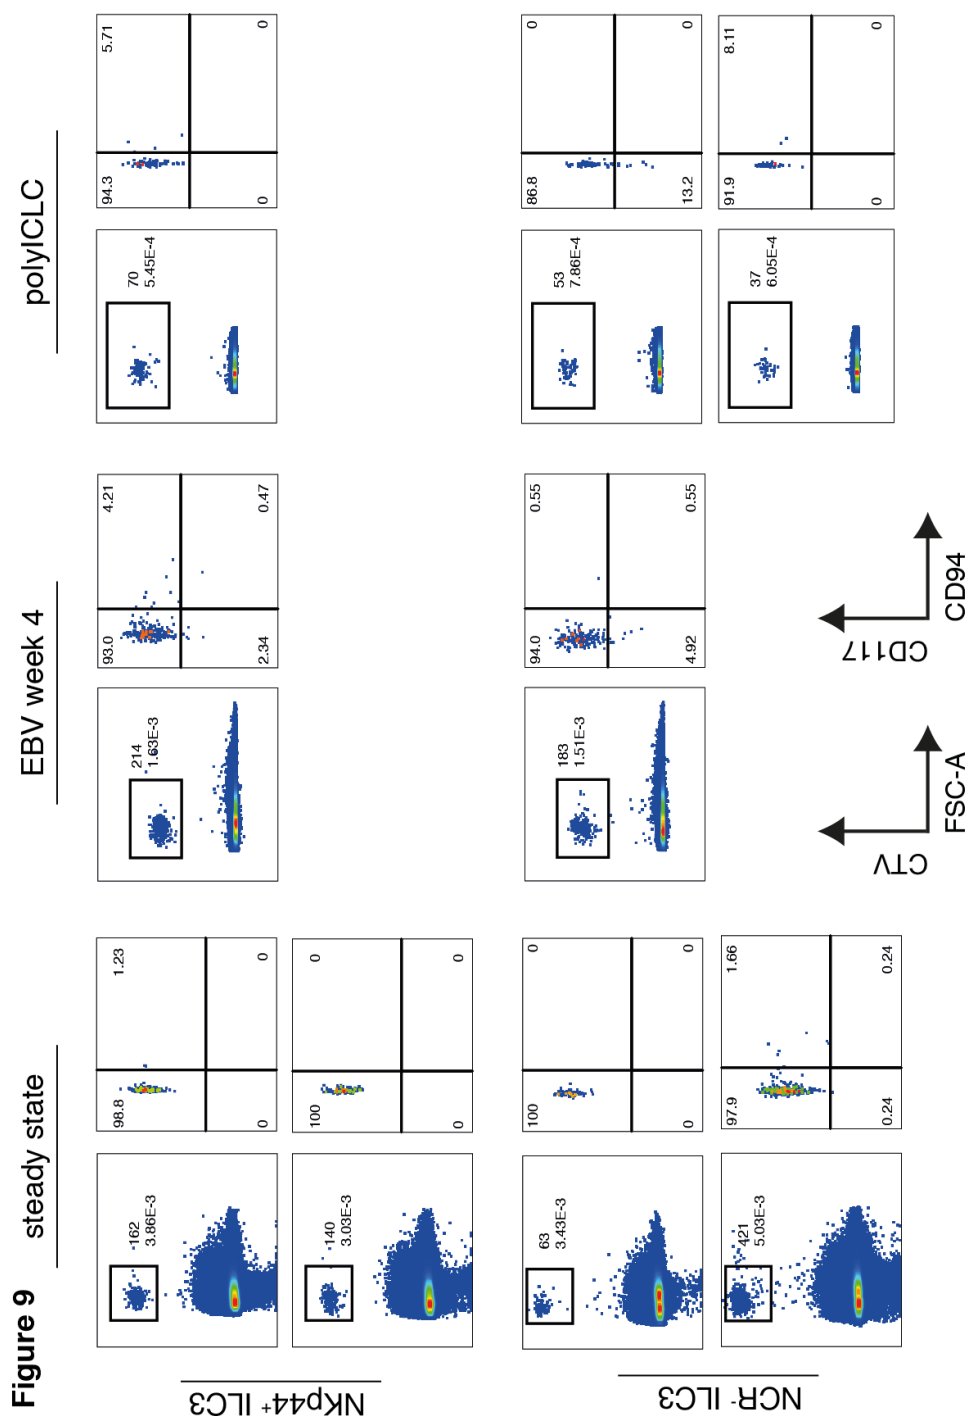 Figure 9
steady state
EBV week 4
polyICLC
NKp44⁺ ILC3
162
3.86E-3
98.8
1.23
0
0
214
1.63E-3
93.0
4.21
2.34
0.47
70
5.45E-4
94.3
5.71
0
0
140
3.03E-3
100
0
0
0
NCR⁻ ILC3
63
3.43E-3
100
0
0
0
183
1.51E-3
94.0
0.55
4.92
0.55
53
7.86E-4
86.8
0
13.2
0
421
5.03E-3
97.9
1.66
0.24
0.24
37
6.05E-4
91.9
8.11
0
0
CTV
FSC-A
CD117
CD94